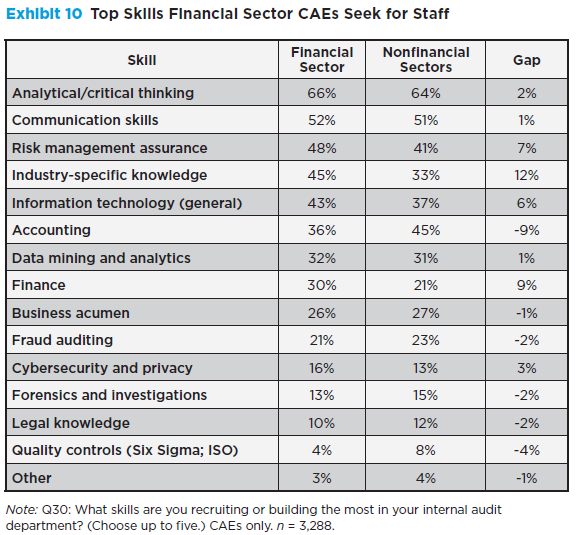 Exhibit 10 Top Skills Financial Sector CAEs Seek for Staff
Skill Financial Sector Nonfinancial Sectors Gap
Analytical/critical thinking 66% 64% 2%
Communication skills 52% 51% 1%
Risk management assurance 48% 41% 7%
Industry-specific knowledge 45% 33% 12%
Information technology (general) 43% 37% 6%
Accounting 36% 45% -9%
Data mining and analytics 32% 31% 1%
Finance 30% 21% 9%
Business acumen 26% 27% -1%
Fraud auditing 21% 23% -2%
Cybersecurity and privacy 16% 13% 3%
Forensics and investigations 13% 15% -2%
Legal knowledge 10% 12% -2%
Quality controls (Six Sigma; ISO) 4% 8% -4%
Other 3% 4% -1%
Note: Q30: What skills are you recruiting or building the most in your internal audit
department? (Choose up to five.) CAEs only. n = 3,288.